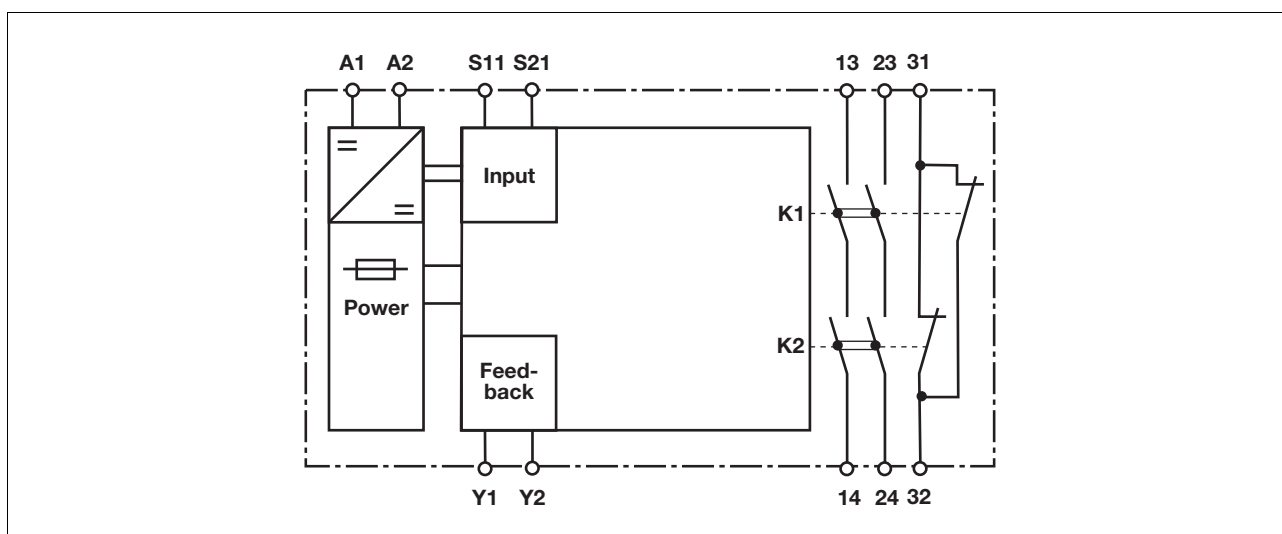 A1 A2 S11 S21 13 23 31
Input
K1
Power
K2
Feed-
back
Y1 Y2 14 24 32